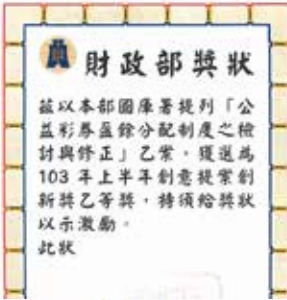 財政部獎狀
茲以本部國庫署提列「公
益彩券盈餘分配制度之檢
討與修正」乙案，獲選為
103 年上半年創意提案創
新獎乙等獎，特頒給獎狀
以示激勵。
此狀